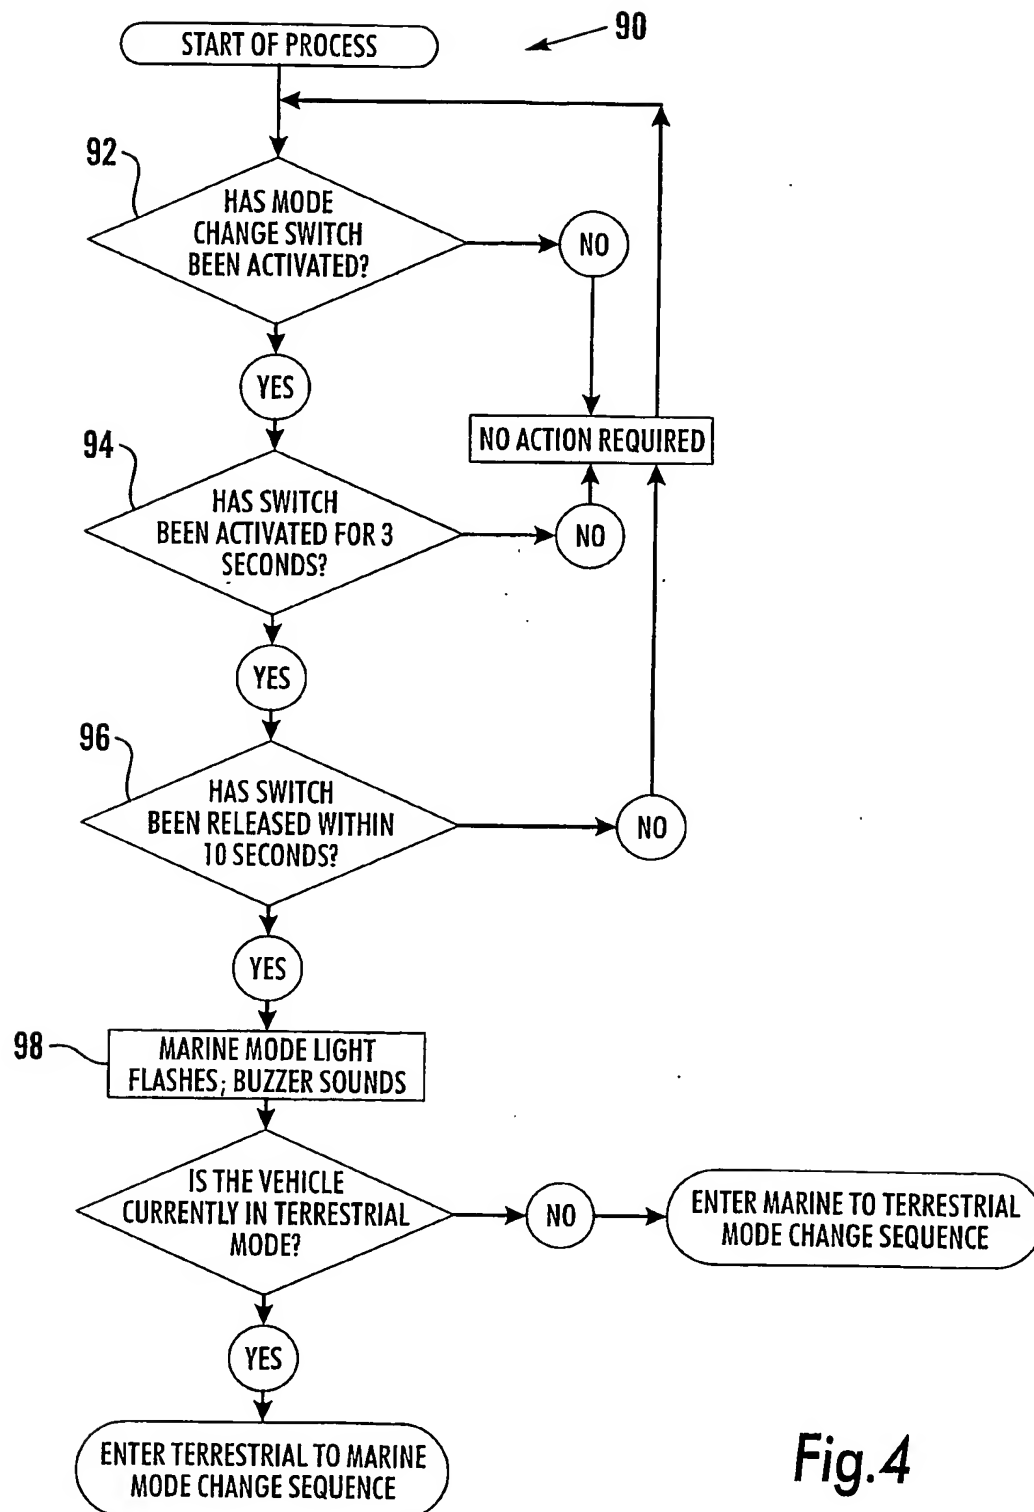 START OF PROCESS
90
92
HAS MODE
CHANGE SWITCH
BEEN ACTIVATED?
NO
YES
NO ACTION REQUIRED
94
HAS SWITCH
BEEN ACTIVATED FOR 3
SECONDS?
NO
YES
96
HAS SWITCH
BEEN RELEASED WITHIN
10 SECONDS?
NO
YES
98
MARINE MODE LIGHT
FLASHES; BUZZER SOUNDS
IS THE VEHICLE
CURRENTLY IN TERRESTRIAL
MODE?
NO
ENTER MARINE TO TERRESTRIAL
MODE CHANGE SEQUENCE
YES
ENTER TERRESTRIAL TO MARINE
MODE CHANGE SEQUENCE
Fig.4